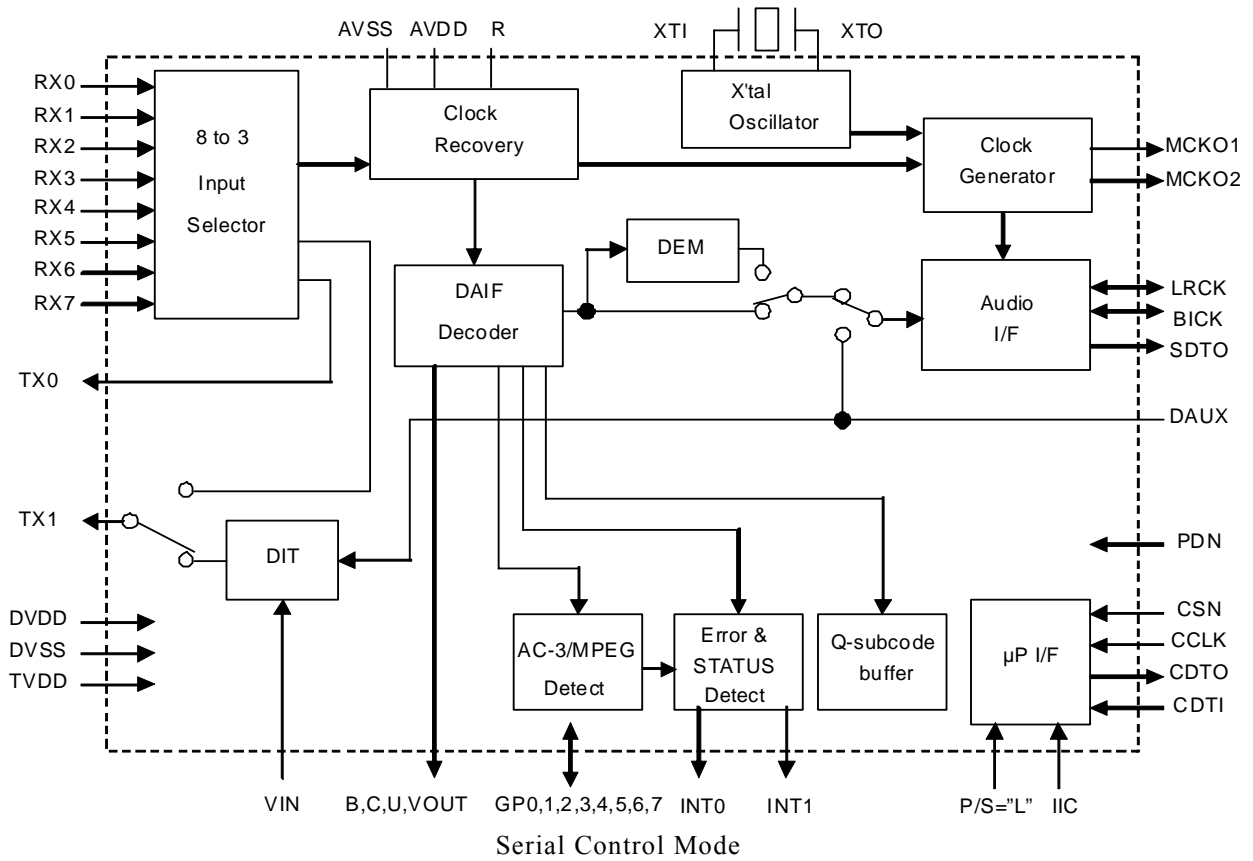 AVSS AVDD R
XTI XTO
RX0
RX1
RX2
RX3
RX4
RX5
RX6
RX7
8 to 3
Input
Selector
Clock
Recovery
X'tal
Oscillator
Clock
Generator
MCKO1
MCKO2
DEM
DAIF
Decoder
Audio
I/F
LRCK
BICK
SDTO
TX0
DAUX
TX1
DIT
PDN
DVDD
DVSS
TVDD
AC-3/MPEG
Detect
Error &
STATUS
Detect
Q-subcode
buffer
µP I/F
CSN
CCLK
CDTO
CDTI
VIN
B,C,U,VOUT
GP0,1,2,3,4,5,6,7
INT0
INT1
P/S=”L”
IIC
Serial Control Mode